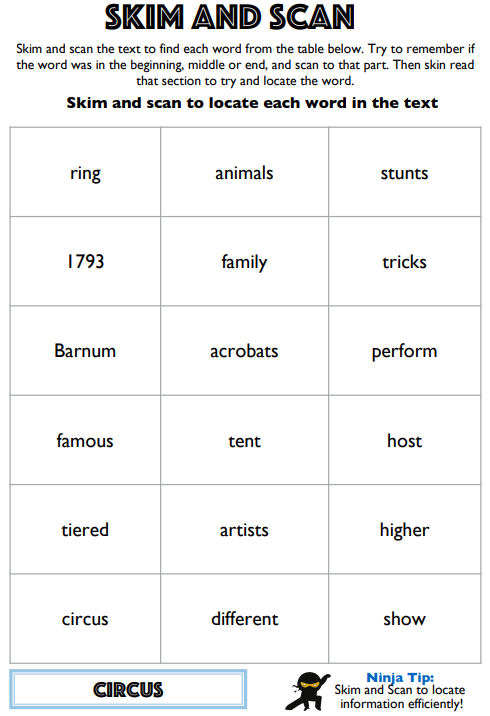 SKIM AND SCAN
Skim and scan the text to find each word from the table below. Try to remember if
the word was in the beginning, middle or end, and scan to that part. Then skin read
that section to try and locate the word.
Skim and scan to locate each word in the text
ring animals stunts
1793 family tricks
Barnum acrobats perform
famous tent host
tiered artists higher
circus different show
CIRCUS
Ninja Tip:
Skim and Scan to locate
information efficiently!